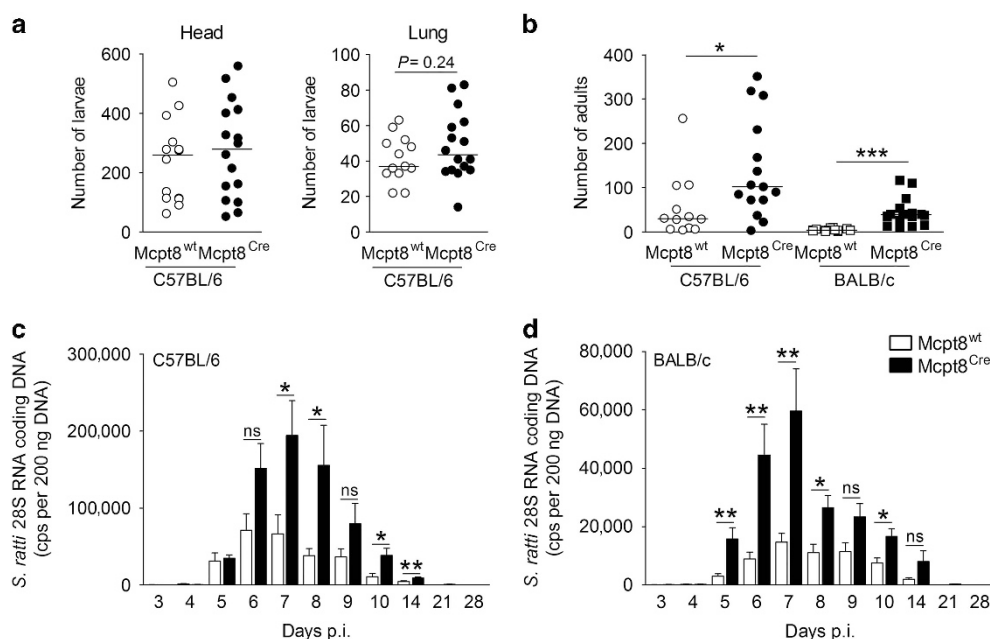 a
Head
Number of larvae
600
400
200
0
Mcpt8wt Mcpt8Cre
C57BL/6
Lung
Number of larvae
100
80
60
40
20
0
P= 0.24
Mcpt8wt Mcpt8Cre
C57BL/6
b
Number of adults
400
300
200
100
0
*
***
Mcpt8wt Mcpt8Cre Mcpt8wt Mcpt8Cre
C57BL/6 BALB/c
c
C57BL/6
S. ratti 28S RNA coding DNA
(cps per 200 ng DNA)
300,000
200,000
100,000
50,000
0
ns * * ns * **
3 4 5 6 7 8 9 10 14 21 28
Days p.i.
d
BALB/c
Mcpt8wt
Mcpt8Cre
S. ratti 28S RNA coding DNA
(cps per 200 ng DNA)
80,000
60,000
40,000
20,000
0
** ** ** * ns * ns
3 4 5 6 7 8 9 10 14 21 28
Days p.i.